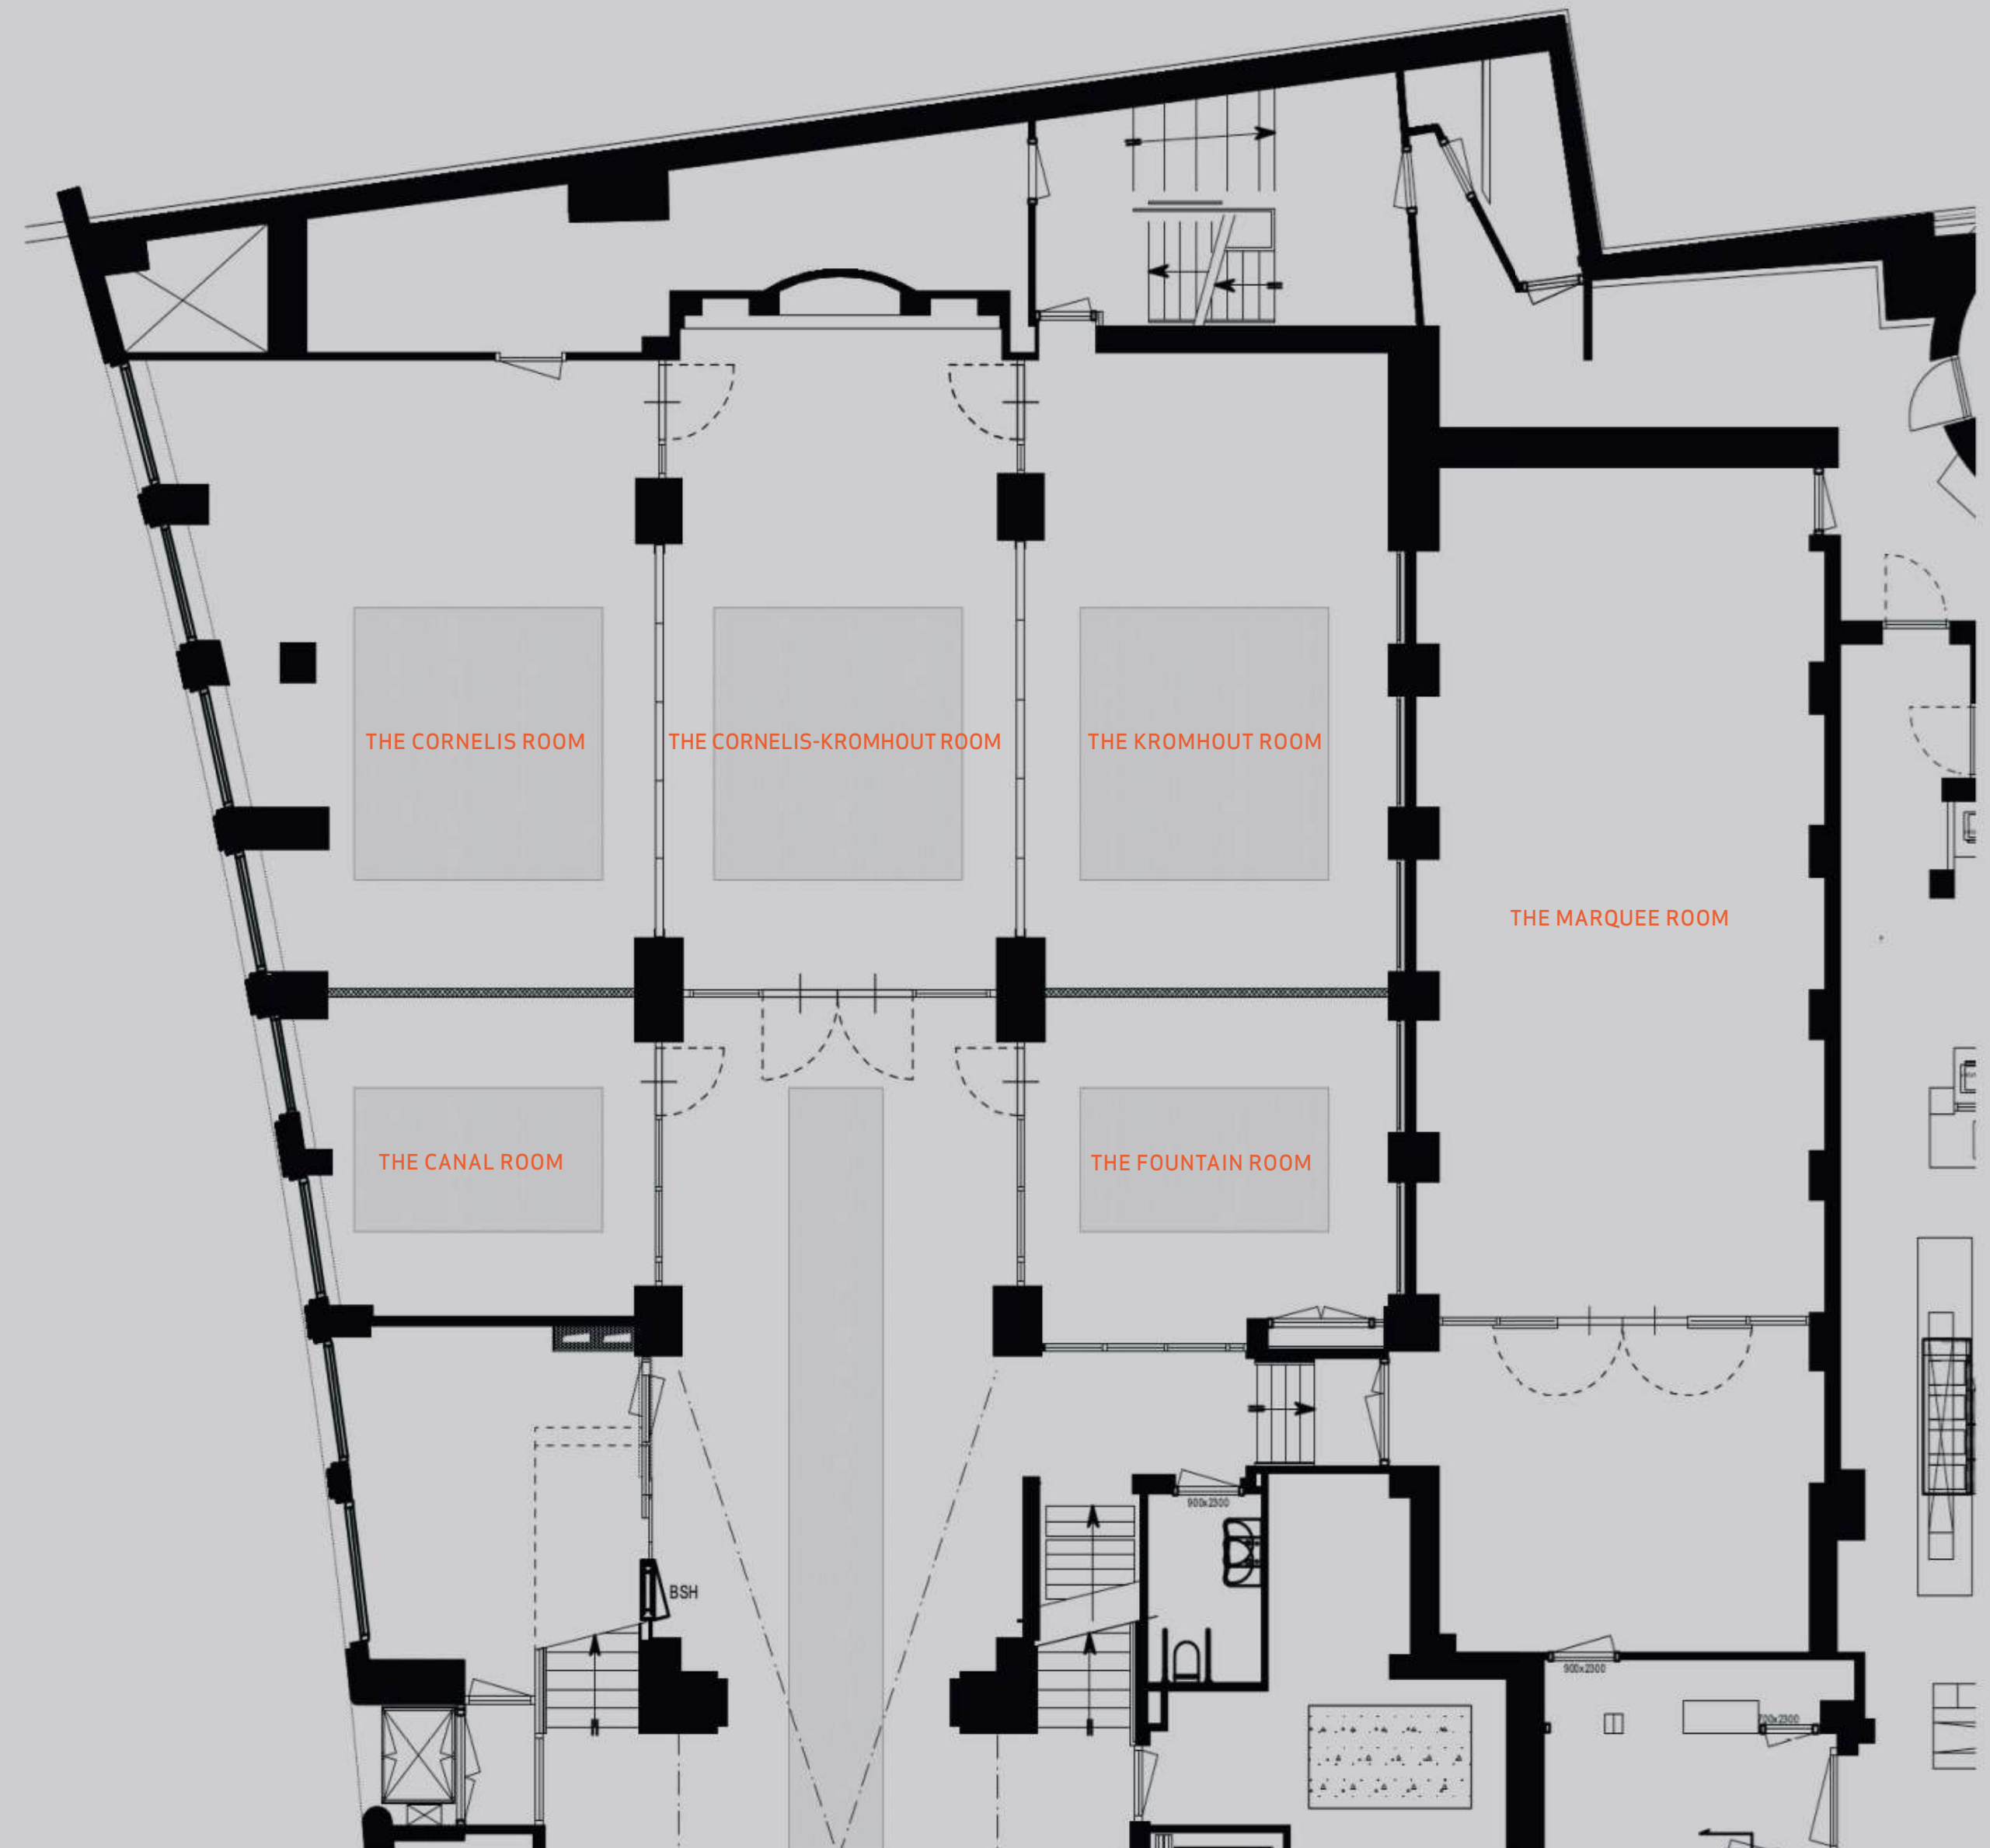 THE CORNELIS ROOM
THE CORNELIS-KROMHOUT ROOM
THE KROMHOUT ROOM
THE MARQUEE ROOM
THE CANAL ROOM
THE FOUNTAIN ROOM
900x2300
BSH
900x2300
700x2300